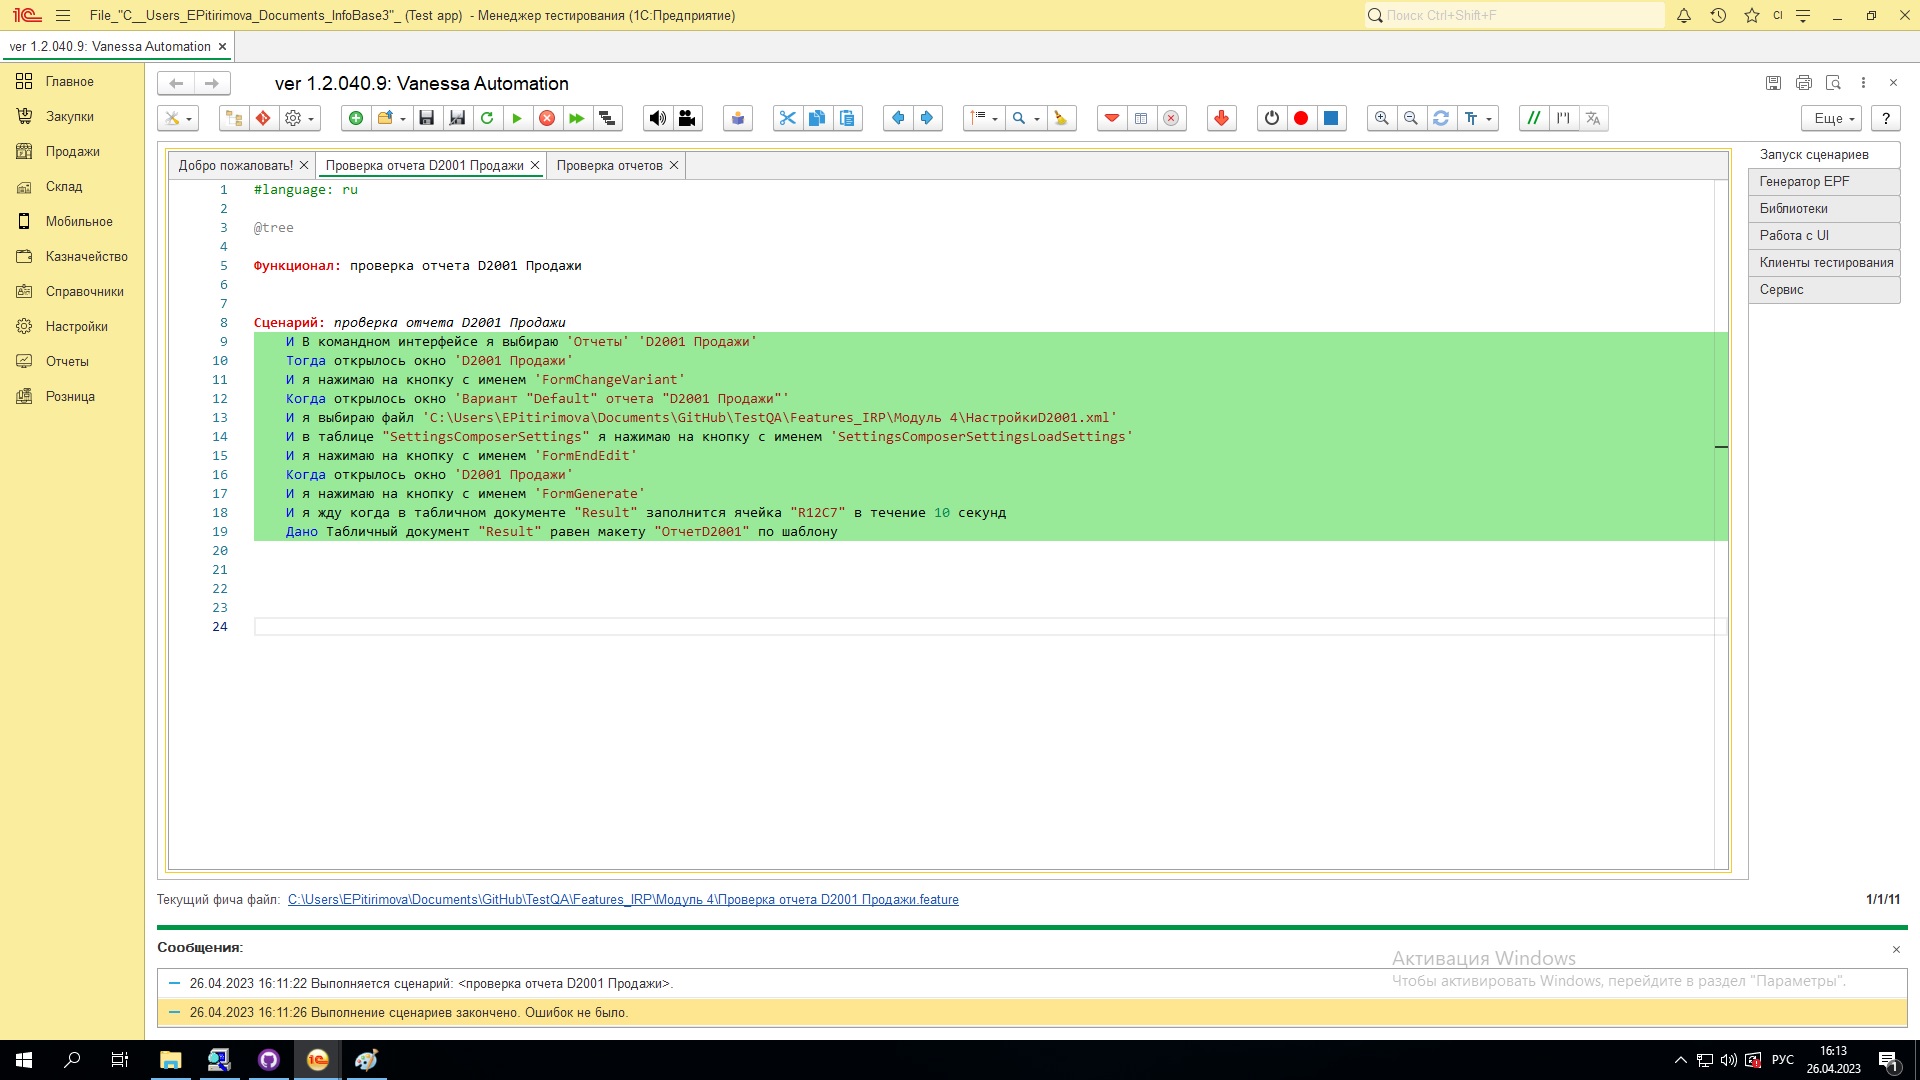 File_"C__Users_EPitirimova_Documents_InfoBase3"_ (Test app) - Менеджер тестирования (1С:Предприятие)
Поиск Ctrl+Shift+F
CI
ver 1.2.040.9: Vanessa Automation
Главное
Закупки
Продажи
Склад
Мобильное
Казначейство
Справочники
Настройки
Отчеты
Розница
ver 1.2.040.9: Vanessa Automation
Еще
?
Добро пожаловать!
Проверка отчета D2001 Продажи
Проверка отчетов
Запуск сценариев
Генератор EPF
Библиотеки
Работа с UI
Клиенты тестирования
Сервис
1 #language: ru
2
3 @tree
4
5 Функционал: проверка отчета D2001 Продажи
6
7
8 Сценарий: проверка отчета D2001 Продажи
9 И В командном интерфейсе я выбираю 'Отчеты' 'D2001 Продажи'
10 Тогда открылось окно 'D2001 Продажи'
11 И я нажимаю на кнопку с именем 'FormChangeVariant'
12 Когда открылось окно 'Вариант "Default" отчета "D2001 Продажи"'
13 И я выбираю файл 'C:\Users\EPitirimova\Documents\GitHub\TestQA\Features_IRP\Модуль 4\НастройкиD2001.xml'
14 И в таблице "SettingsComposerSettings" я нажимаю на кнопку с именем 'SettingsComposerSettingsLoadSettings'
15 И я нажимаю на кнопку с именем 'FormEndEdit'
16 Когда открылось окно 'D2001 Продажи'
17 И я нажимаю на кнопку с именем 'FormGenerate'
18 И я жду когда в табличном документе "Result" заполнится ячейка "R12C7" в течение 10 секунд
19 Дано Табличный документ "Result" равен макету "ОтчетD2001" по шаблону
20
21
22
23
24
Текущий фича файл: C:\Users\EPitirimova\Documents\GitHub\TestQA\Features_IRP\Модуль 4\Проверка отчета D2001 Продажи.feature
1/1/11
Сообщения:
26.04.2023 16:11:22 Выполняется сценарий: <проверка отчета D2001 Продажи>.
26.04.2023 16:11:26 Выполнение сценариев закончено. Ошибок не было.
Активация Windows
Чтобы активировать Windows, перейдите в раздел "Параметры".
РУС
16:13
26.04.2023
1